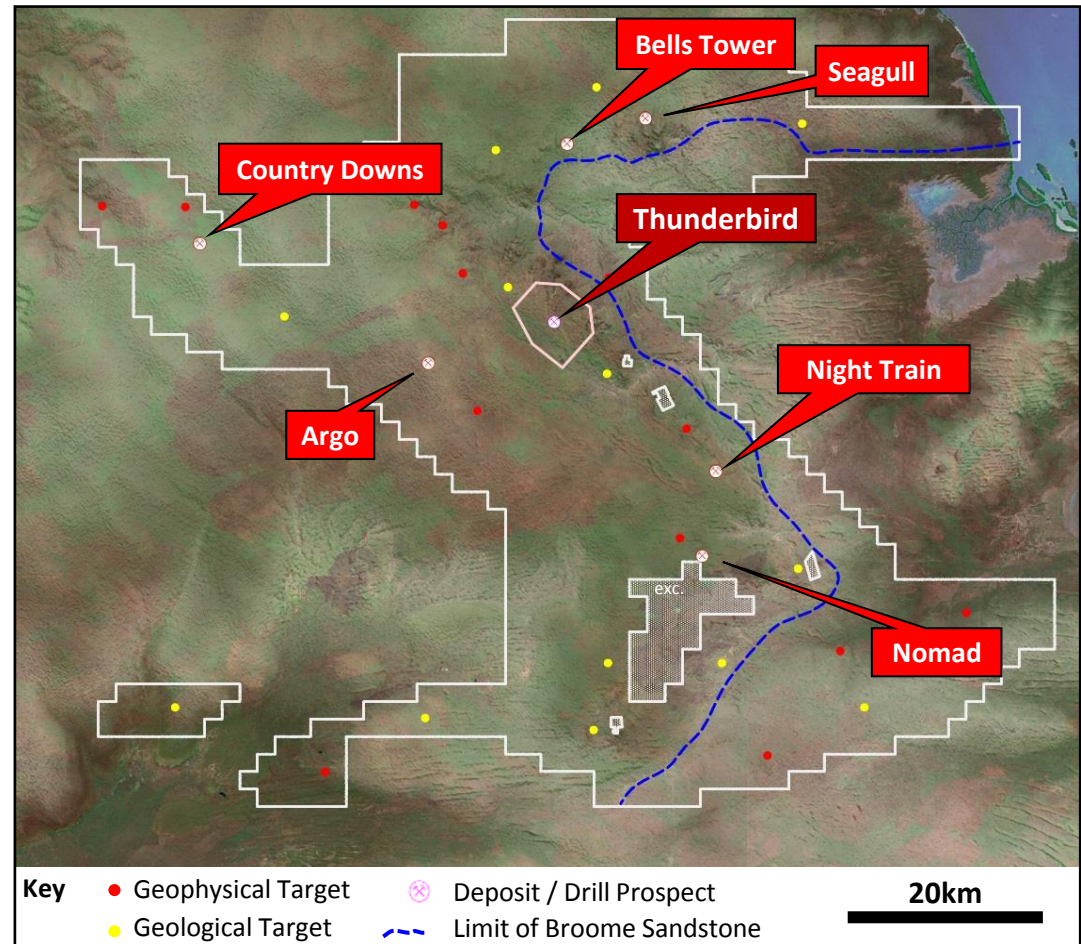 Bells Tower
Seagull
Country Downs
Thunderbird
Night Train
Argo
exc.
Nomad
Key
Geophysical Target
Deposit / Drill Prospect
20km
Geological Target
Limit of Broome Sandstone